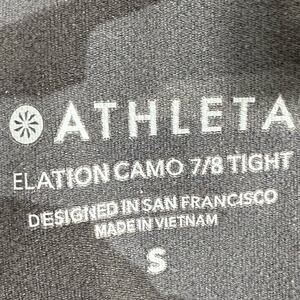 ATHLETA
ELATION CAMO 7/8 TIGHT
DESIGNED IN SAN FRANCISCO
MADE IN VIETNAM
S